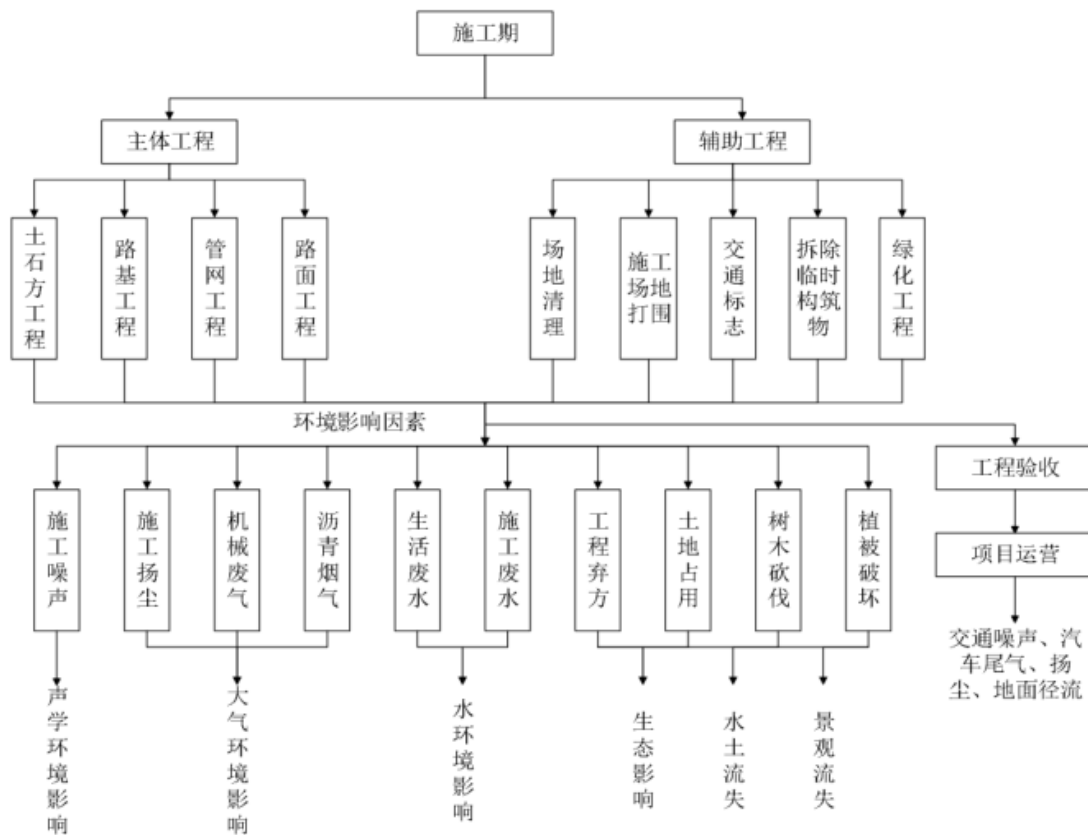 施工期
主体工程
辅助工程
土石方工程
路基工程
管网工程
路面工程
场地清理
施工场地打围
交通标志
拆除临时构筑物
绿化工程
环境影响因素
工程验收
施工噪声
施工扬尘
机械废气
沥青烟气
生活废水
施工废水
工程弃方
土地占用
树木砍伐
植被破坏
项目运营
交通噪声、汽
车尾气、扬
尘、地面径流
声学环境影响
大气环境影响
水环境影响
生态影响
水土流失
景观流失